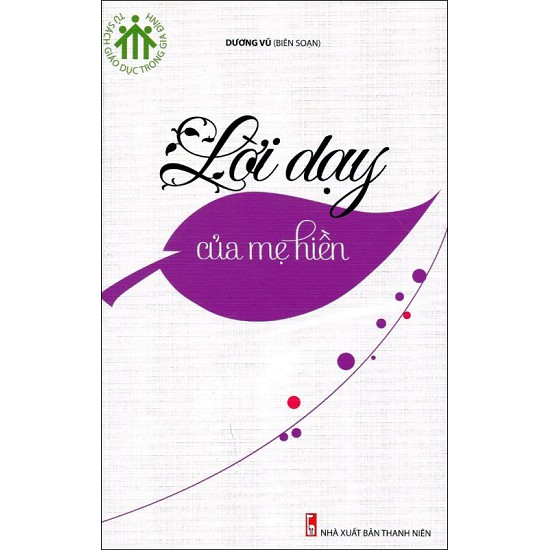 TỦ SÁCH GIÁO DỤC TRONG GIA ĐÌNH
DƯƠNG VŨ (BIÊN SOẠN)
Lời dạy
của mẹ hiền
NHÀ XUẤT BẢN THANH NIÊN